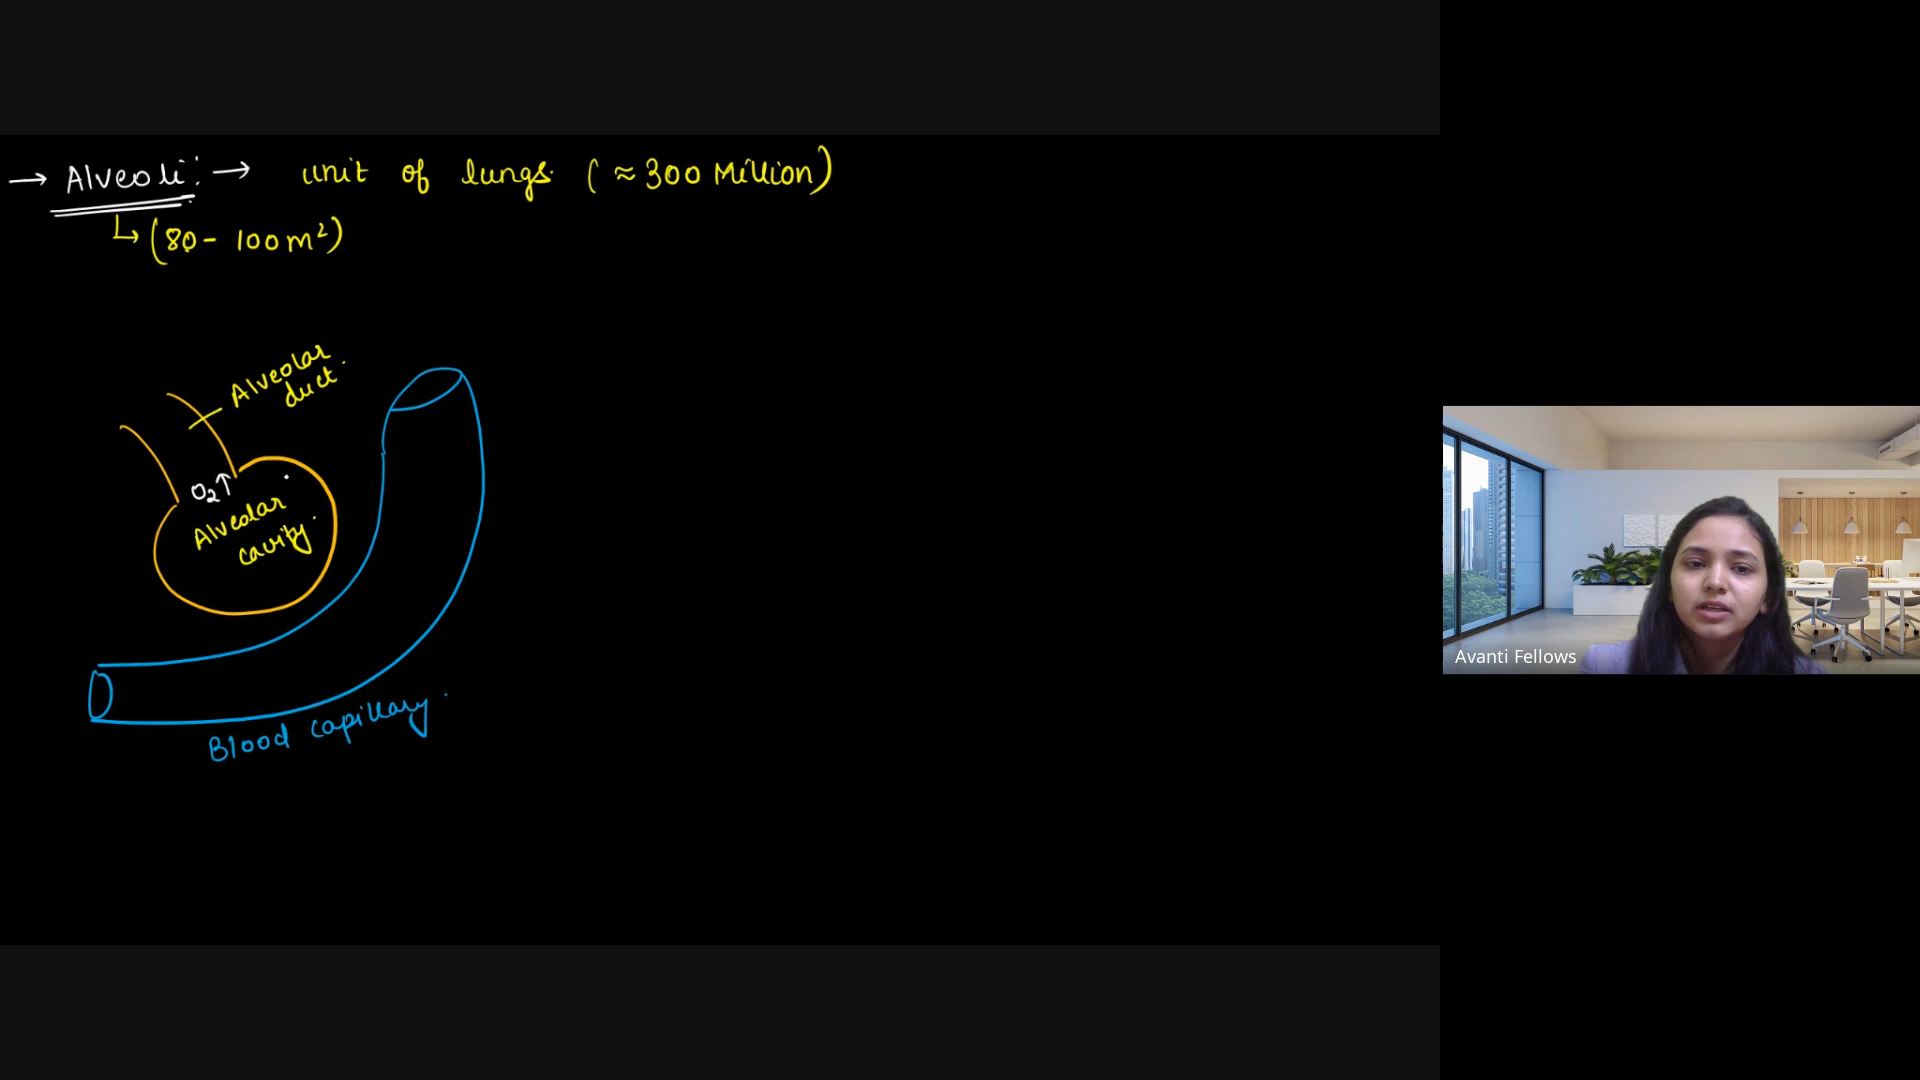 → Alveoli: → unit of lungs. (≈ 300 Million)
↳ (80 - 100 m²)
Alveolar
duct.
O₂↑
Alveolar
cavity.
Blood capillary.
Avanti Fellows